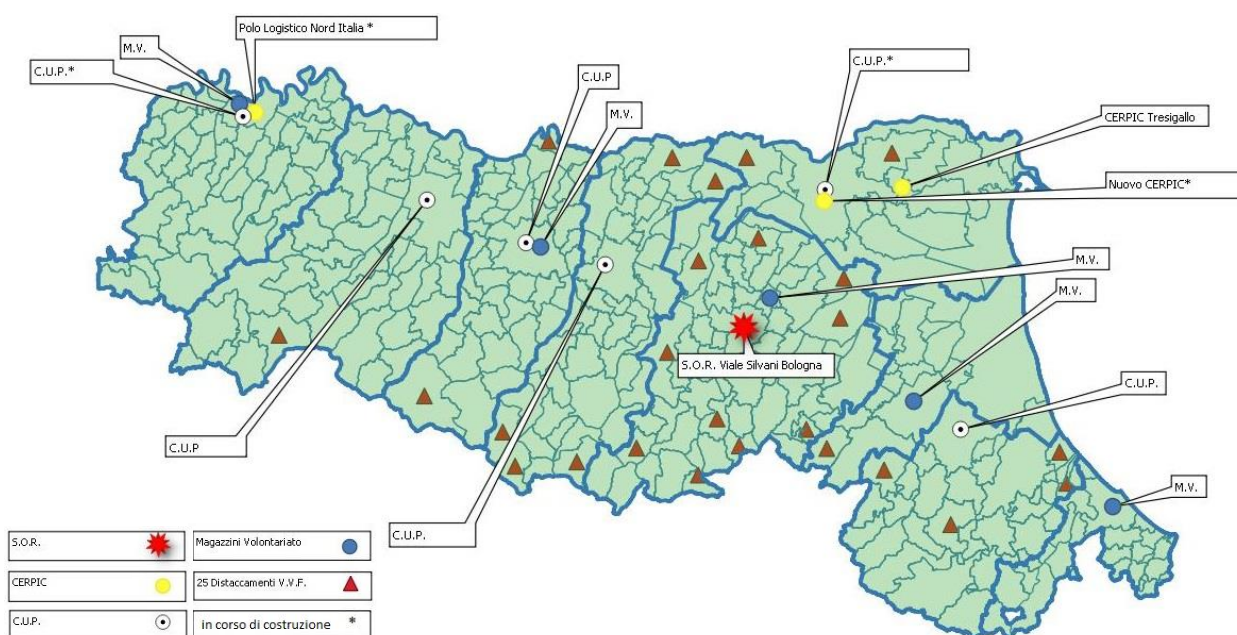 Polo Logistico Nord Italia *
M.V.
C.U.P.*
C.U.P
M.V.
C.U.P.*
CERPIC Tresigallo
Nuovo CERPIC*
M.V.
M.V.
S.O.R. Viale Silvani Bologna
C.U.P.
C.U.P
M.V.
C.U.P.
S.O.R.
Magazzini Volontariato
CERPIC
25 Distaccamenti V.V.F.
C.U.P.
in corso di costruzione *